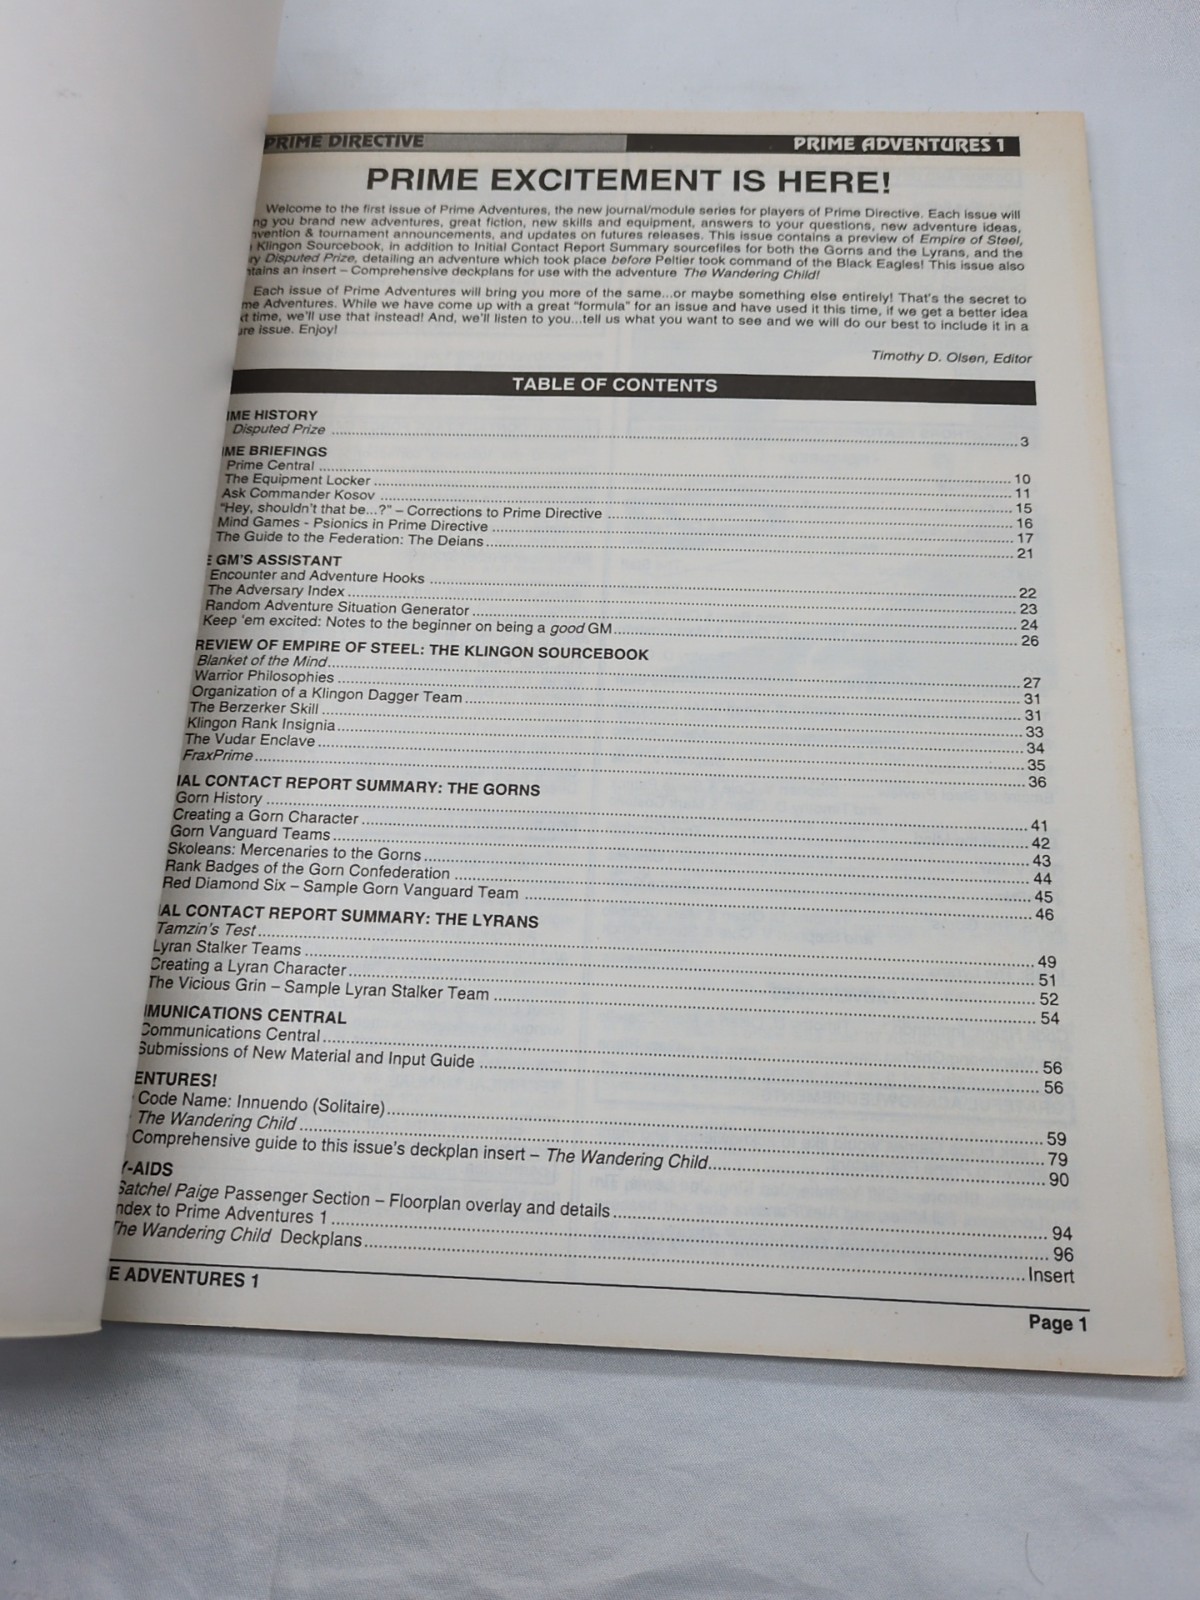 PRIME DIRECTIVE PRIME ADVENTURES 1
PRIME EXCITEMENT IS HERE!
Welcome to the first issue of Prime Adventures, the new journal/module series for players of Prime Directive. Each issue will
ng you brand new adventures, great fiction, new skills and equipment, answers to your questions, new adventure ideas,
nvention & tournament announcements, and updates on futures releases. This issue contains a preview of Empire of Steel,
Klingon Sourcebook, in addition to Initial Contact Report Summary sourcefiles for both the Gorns and the Lyrans, and the
ry Disputed Prize, detailing an adventure which took place before Peltier took command of the Black Eagles! This issue also
ntains an insert – Comprehensive deckplans for use with the adventure The Wandering Child!
Each issue of Prime Adventures will bring you more of the same...or maybe something else entirely! That's the secret to
me Adventures. While we have come up with a great "formula" for an issue and have used it this time, if we get a better idea
xt time, we'll use that instead! And, we'll listen to you...tell us what you want to see and we will do our best to include it in a
ure issue. Enjoy!
Timothy D. Olsen, Editor
TABLE OF CONTENTS
IME HISTORY
Disputed Prize 3
IME BRIEFINGS
Prime Central 10
The Equipment Locker 11
Ask Commander Kosov 15
"Hey, shouldn't that be...?" – Corrections to Prime Directive 16
Mind Games - Psionics in Prime Directive 17
The Guide to the Federation: The Deians 21
E GM'S ASSISTANT
Encounter and Adventure Hooks 22
The Adversary Index 23
Random Adventure Situation Generator 24
Keep 'em excited: Notes to the beginner on being a good GM 26
REVIEW OF EMPIRE OF STEEL: THE KLINGON SOURCEBOOK
Blanket of the Mind 27
Warrior Philosophies 31
Organization of a Klingon Dagger Team 31
The Berzerker Skill 33
Klingon Rank Insignia 34
The Vudar Enclave 35
FraxPrime 36
IAL CONTACT REPORT SUMMARY: THE GORNS
Gorn History 41
Creating a Gorn Character 42
Gorn Vanguard Teams 43
Skoleans: Mercenaries to the Gorns 44
Rank Badges of the Gorn Confederation 45
Red Diamond Six – Sample Gorn Vanguard Team 46
IAL CONTACT REPORT SUMMARY: THE LYRANS
Tamzin's Test 49
Lyran Stalker Teams 51
Creating a Lyran Character 52
The Vicious Grin – Sample Lyran Stalker Team 54
MMUNICATIONS CENTRAL
Communications Central 56
Submissions of New Material and Input Guide 56
ENTURES!
Code Name: Innuendo (Solitaire) 59
The Wandering Child 79
Comprehensive guide to this issue's deckplan insert – The Wandering Child 90
Y-AIDS
Satchel Paige Passenger Section – Floorplan overlay and details 94
Index to Prime Adventures 1 96
The Wandering Child Deckplans Insert
E ADVENTURES 1
Page 1